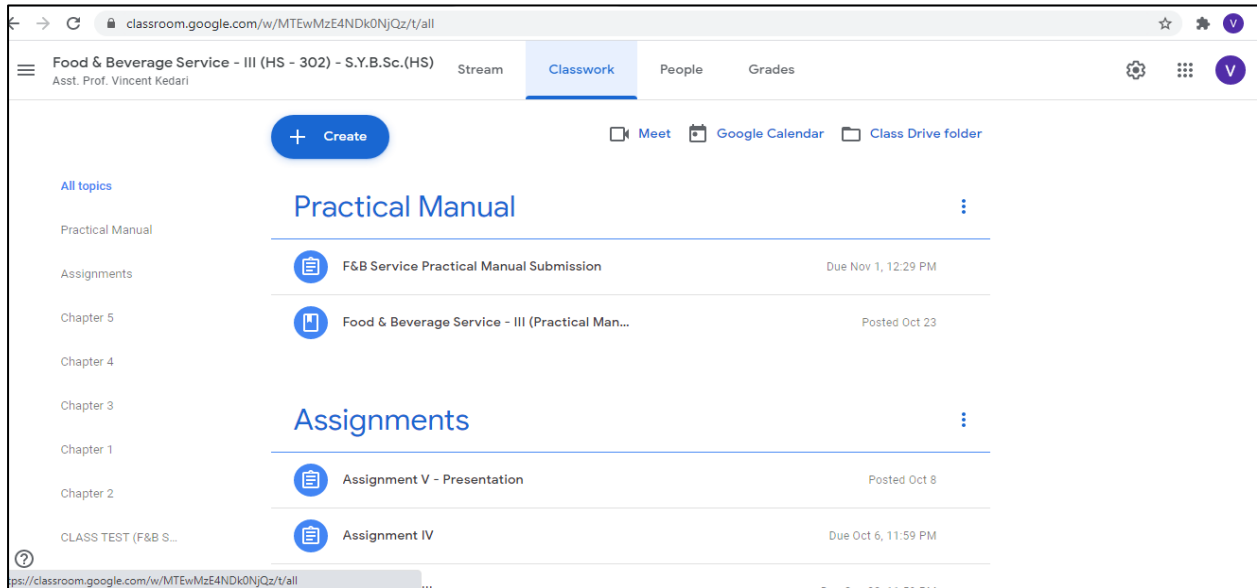 classroom.google.com/w/MTEwMzE4NDk0NjQz/t/all
V
Food & Beverage Service - III (HS - 302) - S.Y.B.Sc.(HS)
Asst. Prof. Vincent Kedari
Stream
Classwork
People
Grades
V
Create
Meet
Google Calendar
Class Drive folder
All topics
Practical Manual
Assignments
Chapter 5
Chapter 4
Chapter 3
Chapter 1
Chapter 2
CLASS TEST (F&B S...
Practical Manual
F&B Service Practical Manual Submission
Due Nov 1, 12:29 PM
Food & Beverage Service - III (Practical Man...
Posted Oct 23
Assignments
Assignment V - Presentation
Posted Oct 8
Assignment IV
Due Oct 6, 11:59 PM
tps://classroom.google.com/w/MTEwMzE4NDk0NjQz/t/all